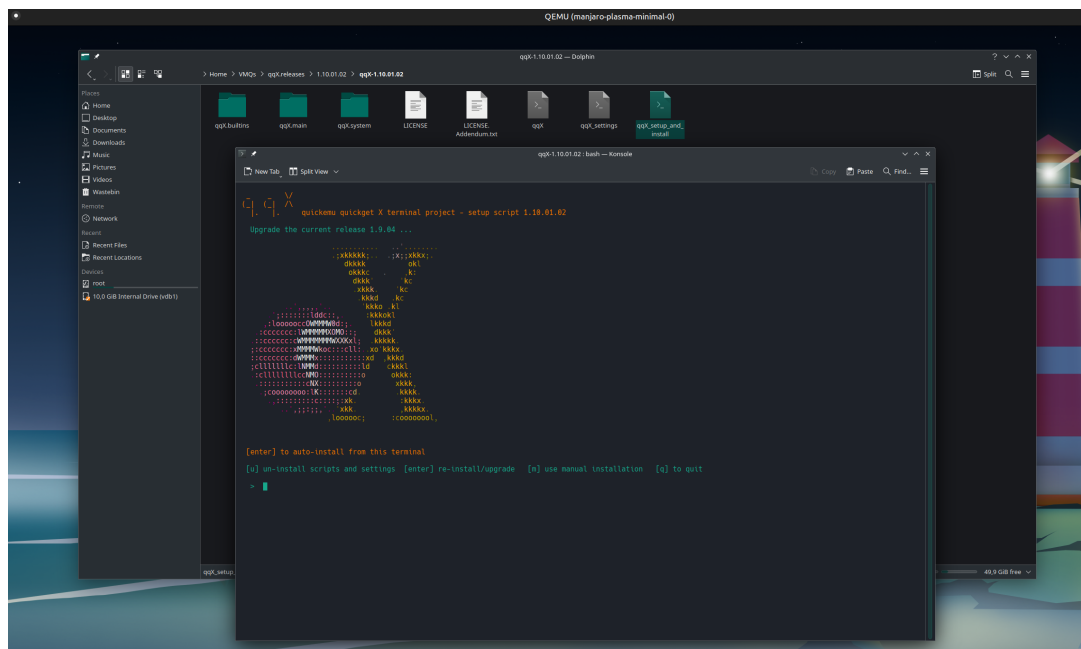 QEMU (manjaro-plasma-minimal-0)
qqX-1.10.01.02 — Dolphin
> Home > VMQs > qqX.releases > 1.10.01.02 > qqX-1.10.01.02
Split
Places
Home
Desktop
Documents
Downloads
Music
Pictures
Videos
Wastebin
Remote
Network
Recent
Recent Files
Recent Locations
Devices
root
10,0 GiB Internal Drive (vdb1)
qqX.builtins
qqX.main
qqX.system
LICENSE
LICENSE.
Addendum.txt
qqX
qqX_settings
qqX_setup_and_
install
qqX-1.10.01.02 : bash — Konsole
New Tab
Split View
Copy
Paste
Find...
quickemu quickget X terminal project - setup script 1.10.01.02
Upgrade the current release 1.9.04 ...
[enter] to auto-install from this terminal
[u] un-install scripts and settings [enter] re-install/upgrade [m] use manual installation [q] to quit
>
qqX_setup_
49,9 GiB free